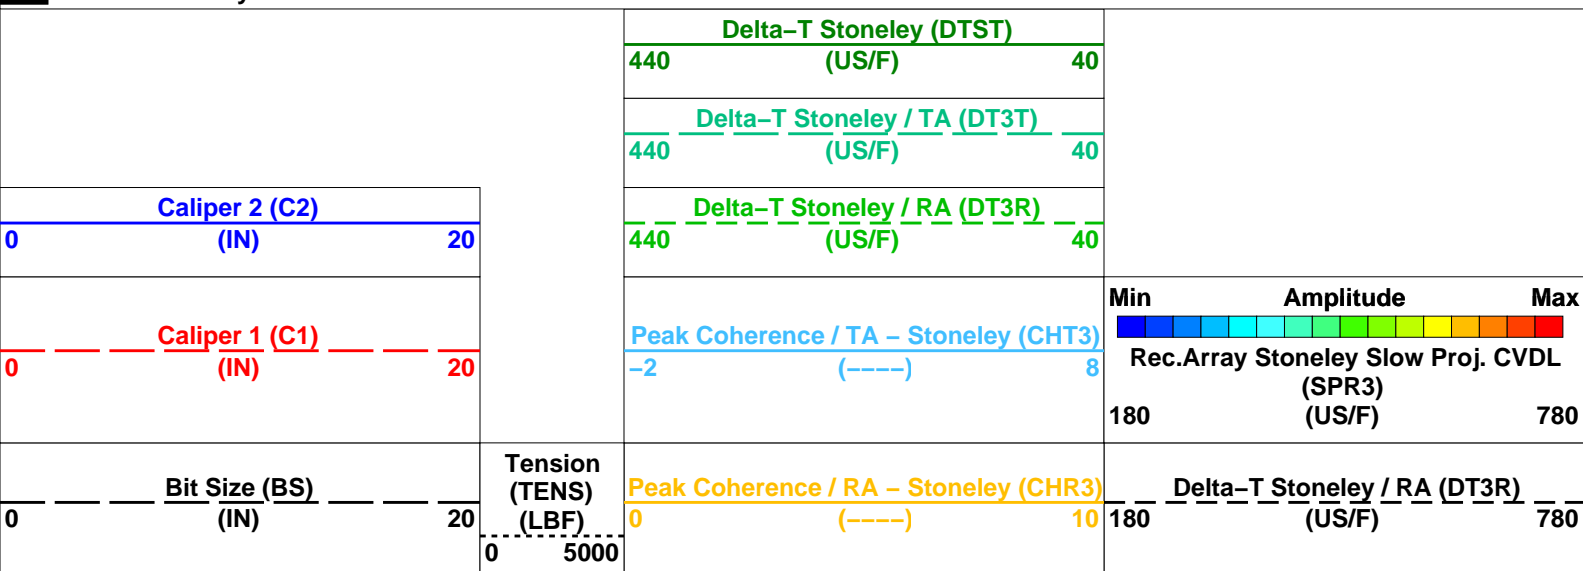 Delta−T Stoneley (DTST)
440 (US/F) 40
Delta−T Stoneley / TA (DT3T)
440 (US/F) 40
Caliper 2 (C2)
0 (IN) 20
Delta−T Stoneley / RA (DT3R)
440 (US/F) 40
Caliper 1 (C1)
0 (IN) 20
Peak Coherence / TA − Stoneley (CHT3)
−2 (−−−−) 8
Min Amplitude Max
Rec.Array Stoneley Slow Proj. CVDL
(SPR3)
180 (US/F) 780
Bit Size (BS)
0 (IN) 20
Tension
(TENS)
(LBF)
0 5000
Peak Coherence / RA − Stoneley (CHR3)
0 (−−−−) 10
Delta−T Stoneley / RA (DT3R)
180 (US/F) 780